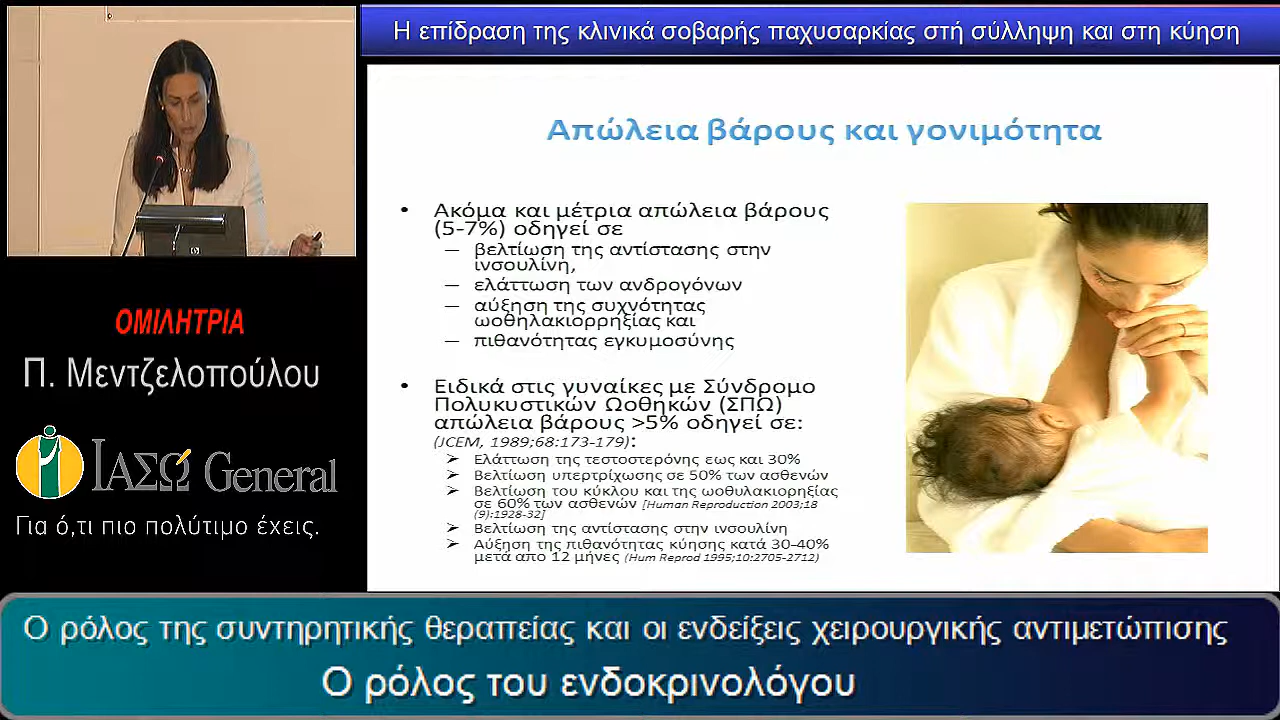 Η επίδραση της κλινικά σοβαρής παχυσαρκίας στή σύλληψη και στη κύηση
Απώλεια βάρους και γονιμότητα
• Ακόμα και μέτρια απώλεια βάρους
(5-7%) οδηγεί σε
– βελτίωση της αντίστασης στην
ινσουλίνη,
– ελάττωση των ανδρογόνων
– αύξηση της συχνότητας
ωοθηλακιορρηξίας και
– πιθανότητας εγκυμοσύνης
• Ειδικά στις γυναίκες με Σύνδρομο
Πολυκυστικών Ωοθηκών (ΣΠΩ)
απώλεια βάρους >5% οδηγεί σε:
(JCEM, 1989;68:173-179):
➢ Ελάττωση της τεστοστερόνης εως και 30%
➢ Βελτίωση υπερτρίχωσης σε 50% των ασθενών
➢ Βελτίωση του κύκλου και της ωοθυλακιορηξίας
σε 60% των ασθενών [Human Reproduction 2003;18
(9):1928-32]
➢ Βελτίωση της αντίστασης στην ινσουλίνη
➢ Αύξηση της πιθανότητας κύησης κατά 30-40%
μετά απο 12 μήνες (Hum Reprod 1995;10:2705-2712)
ΟΜΙΛΗΤΡΙΑ
Π. Μεντζελοπούλου
ΙΑΣΩ General
Για ό,τι πιο πολύτιμο έχεις.
Ο ρόλος της συντηρητικής θεραπείας και οι ενδείξεις χειρουργικής αντιμετώπισης
Ο ρόλος του ενδοκρινολόγου